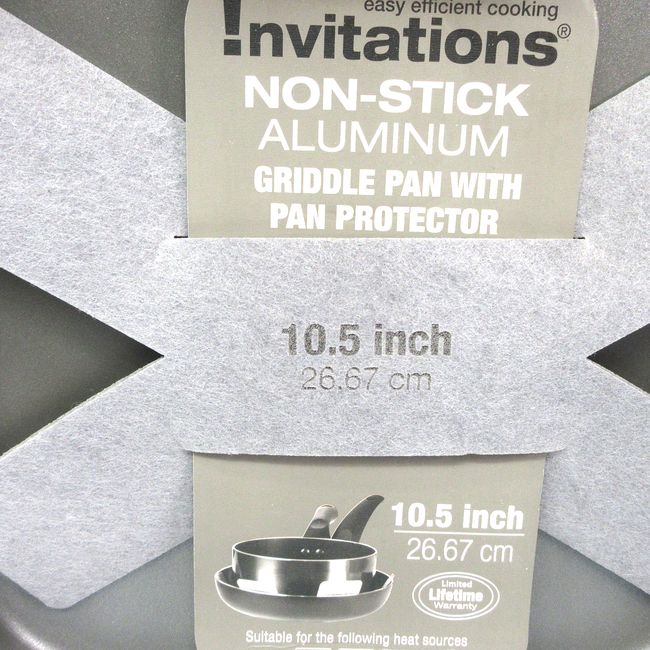 easy efficient cooking
!nvitations®
NON-STICK
ALUMINUM
GRIDDLE PAN WITH
PAN PROTECTOR
10.5 inch
26.67 cm
10.5 inch
26.67 cm
Limited
Lifetime
Warranty
Suitable for the following heat sources